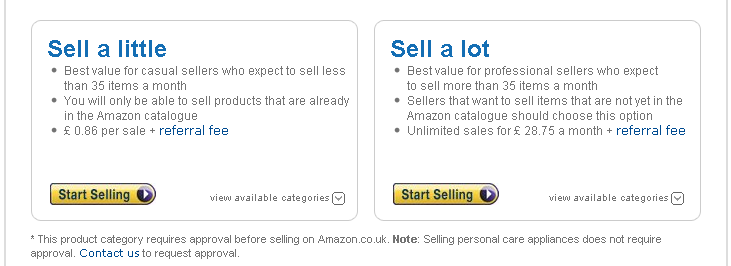 Sell a little
• Best value for casual sellers who expect to sell less
than 35 items a month
• You will only be able to sell products that are already
in the Amazon catalogue
• £ 0.86 per sale + referral fee
Start Selling
view available categories
Sell a lot
• Best value for professional sellers who expect
to sell more than 35 items a month
• Sellers that want to sell items that are not yet in the
Amazon catalogue should choose this option
• Unlimited sales for £ 28.75 a month + referral fee
Start Selling
view available categories
* This product category requires approval before selling on Amazon.co.uk. Note: Selling personal care appliances does not require
approval. Contact us to request approval.